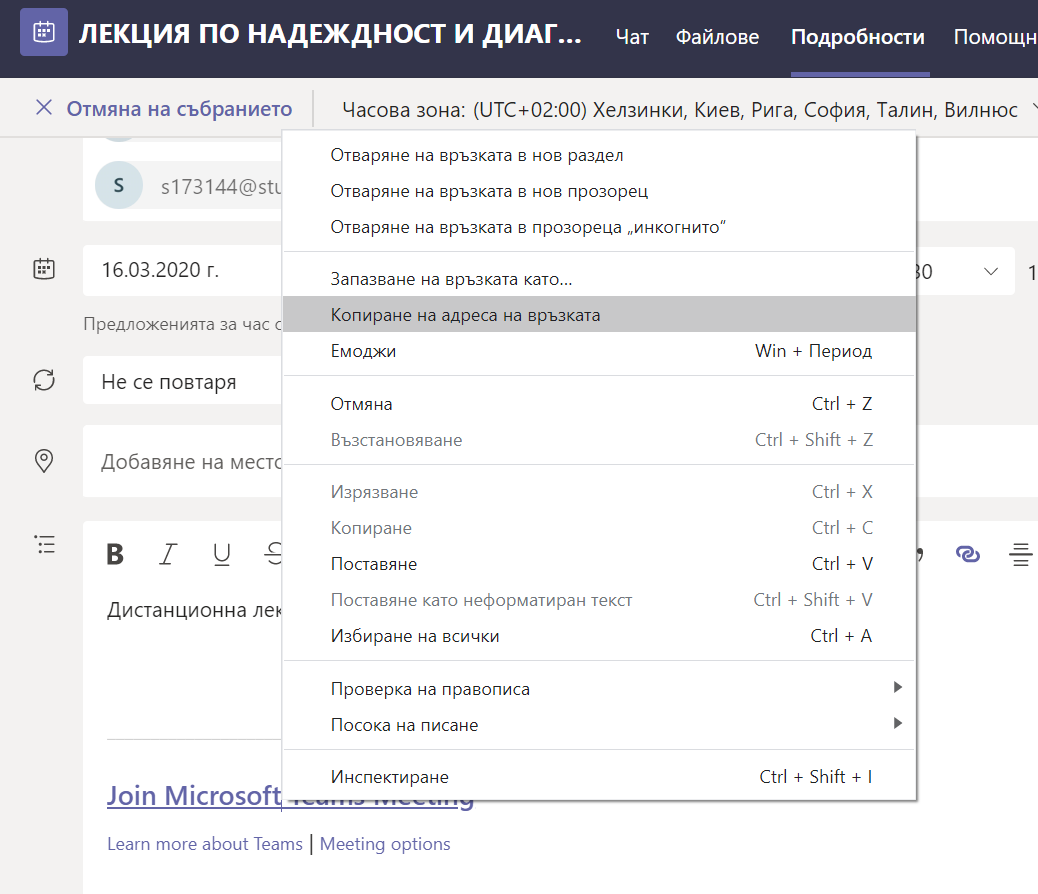 ЛЕКЦИЯ ПО НАДЕЖДНОСТ И ДИАГ... Чат Файлове Подробности Помощн
Отмяна на събранието Часова зона: (UTC+02:00) Хелзинки, Киев, Рига, София, Талин, Вилнюс
S s173144@stu
16.03.2020 г.
Предложенията за час
Не се повтаря
Добавяне на место
B I U S
Дистанционна лек
Join Microsoft Teams Meeting
Learn more about Teams | Meeting options
Отваряне на връзката в нов раздел
Отваряне на връзката в нов прозорец
Отваряне на връзката в прозореца „инкогнито“
Запазване на връзката като...
Копиране на адреса на връзката
Емоджи Win + Период
Отмяна Ctrl + Z
Възстановяване Ctrl + Shift + Z
Изрязване Ctrl + X
Копиране Ctrl + C
Поставяне Ctrl + V
Поставяне като неформатиран текст Ctrl + Shift + V
Избиране на всички Ctrl + A
Проверка на правописа
Посока на писане
Инспектиране Ctrl + Shift + I